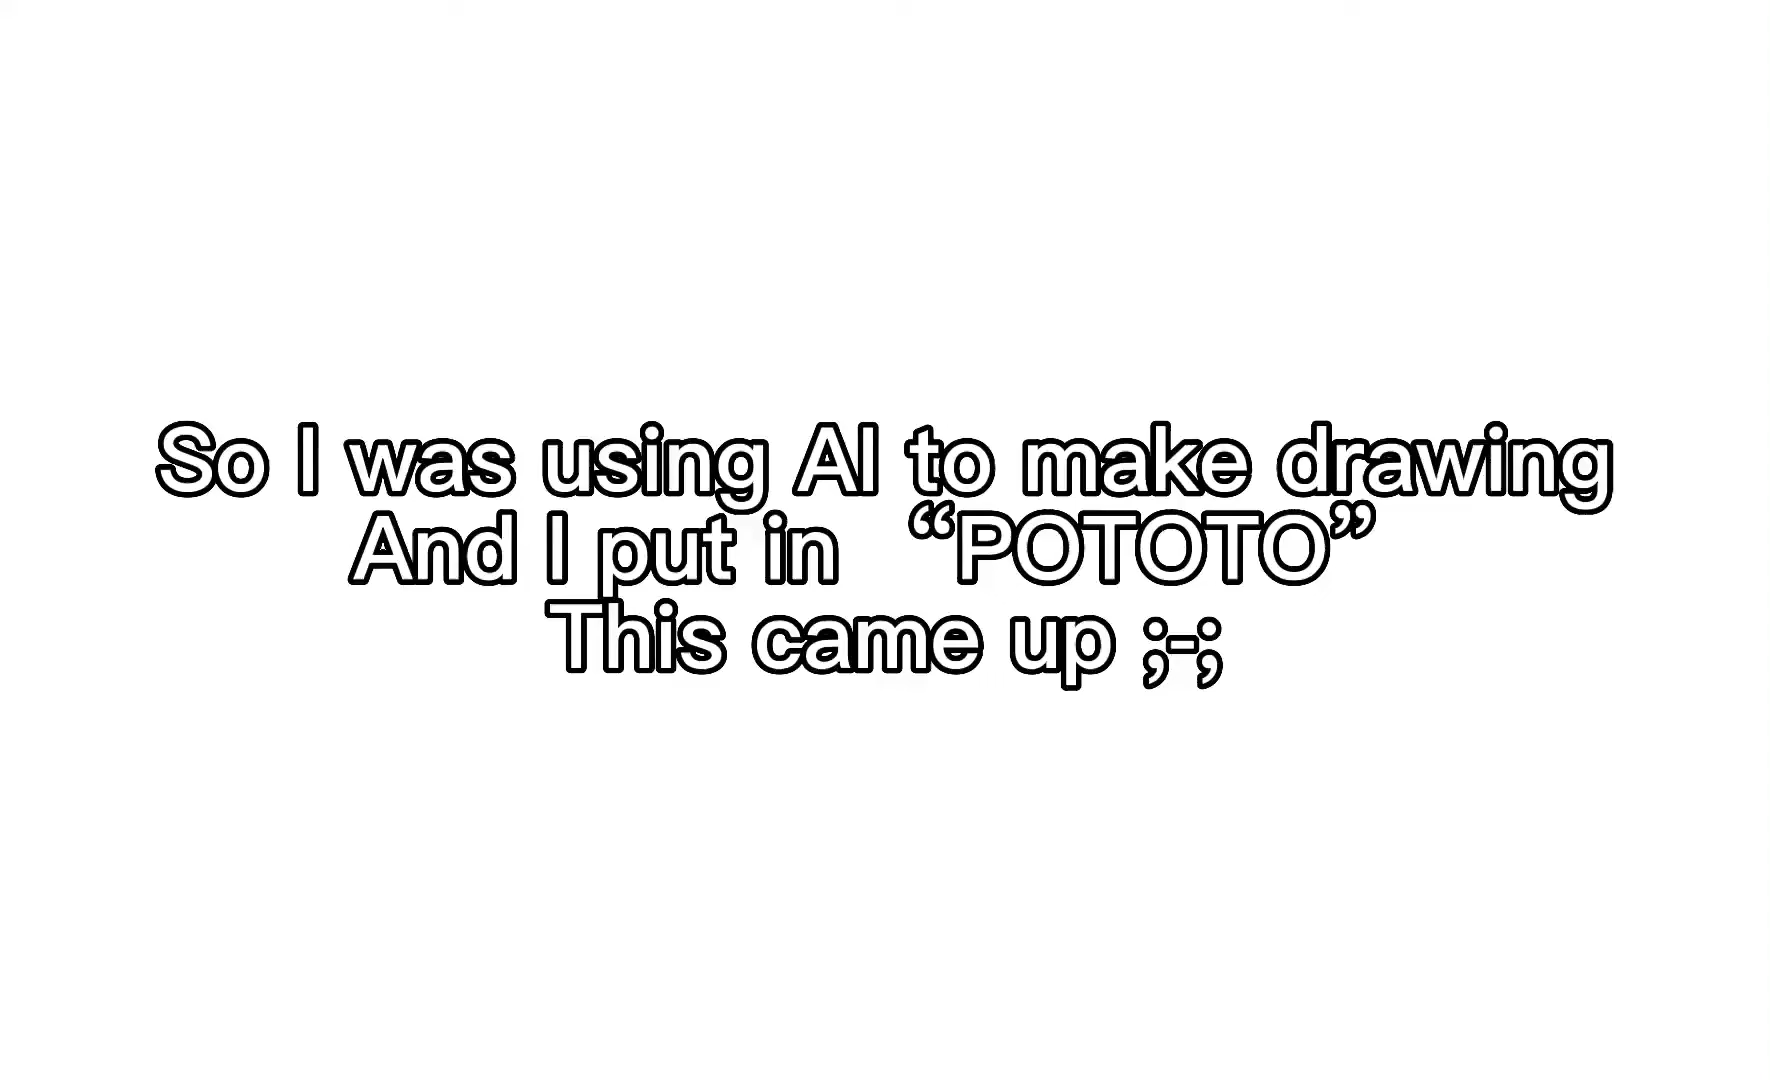 So I was using AI to make drawing
And I put in “POTOTO”
This came up ;-;